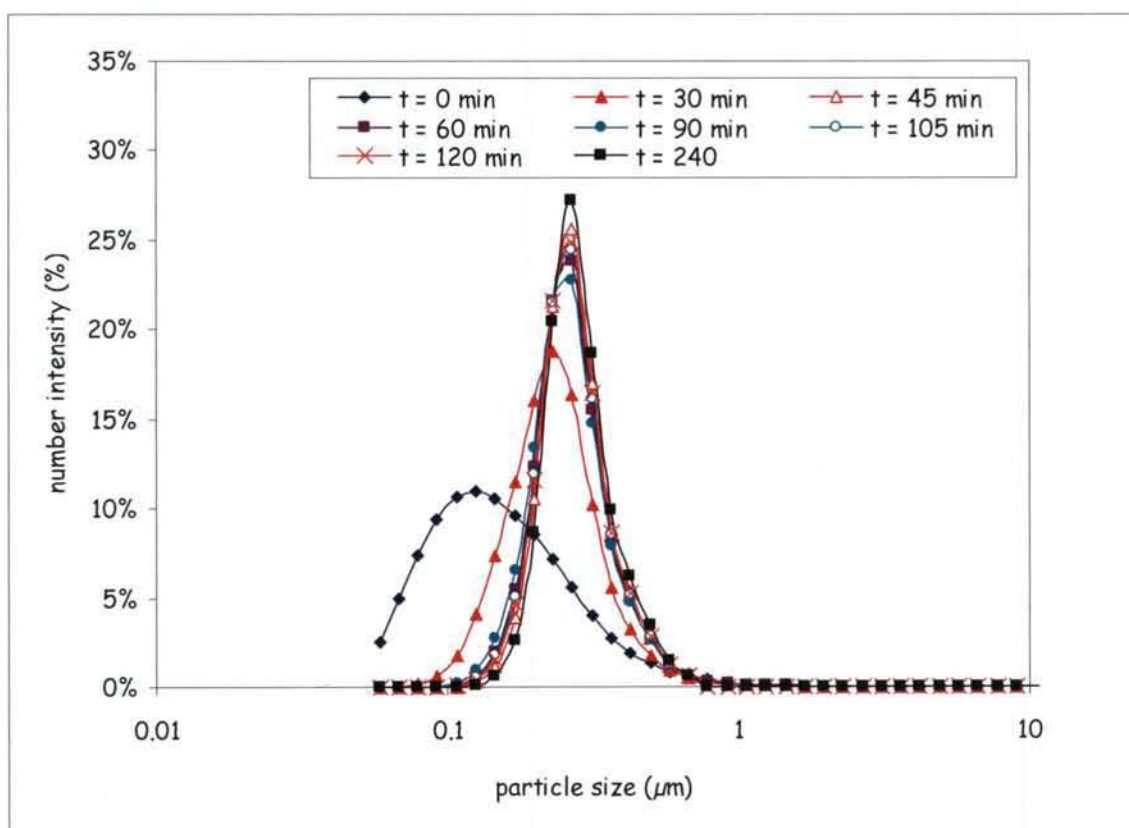 35%
30%
25%
20%
15%
10%
5%
0%
number intensity (%)
t = 0 min
t = 30 min
t = 45 min
t = 60 min
t = 90 min
t = 105 min
t = 120 min
t = 240
0.01
0.1
1
10
particle size (µm)